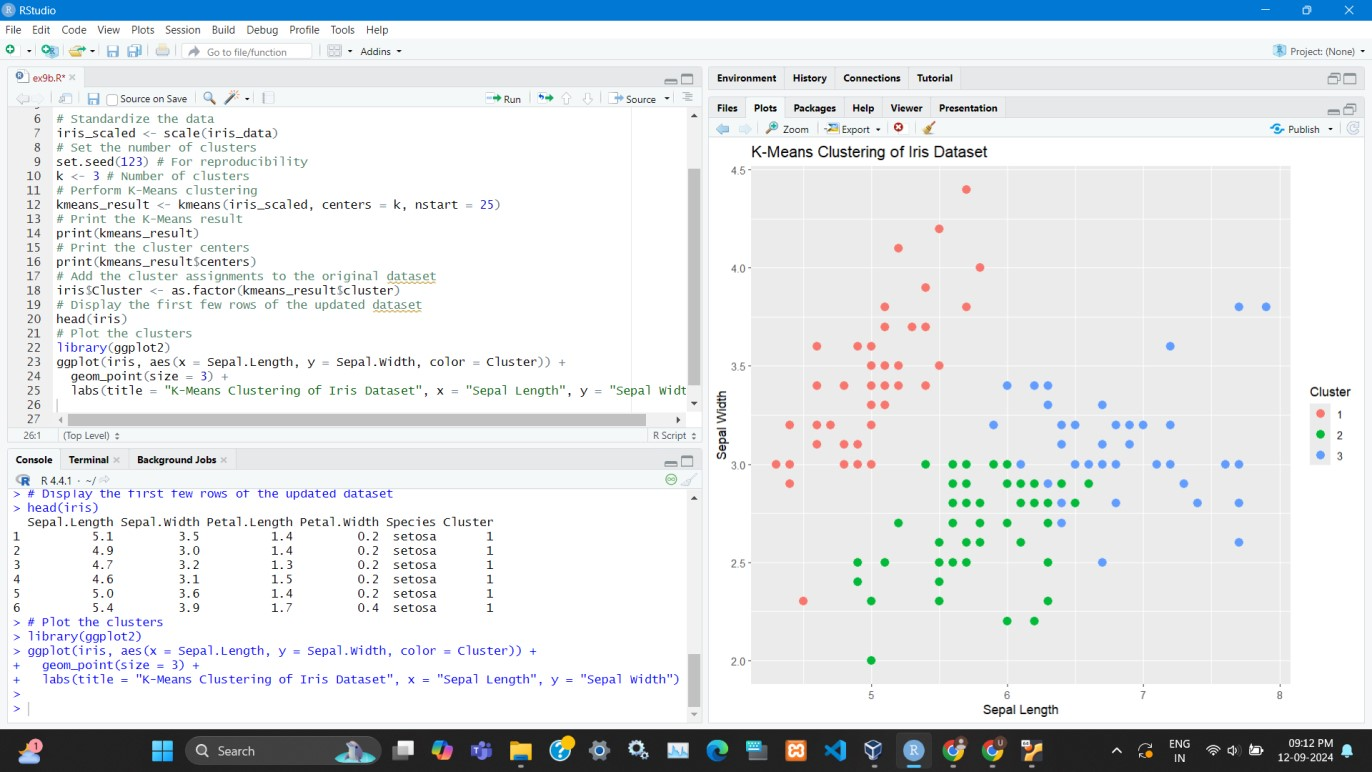 RStudio
File Edit Code View Plots Session Build Debug Profile Tools Help
Go to file/function Addins Project: (None)
ex9b.R*
Source on Save Run Source
6 # Standardize the data
7 iris_scaled <- scale(iris_data)
8 # Set the number of clusters
9 set.seed(123) # For reproducibility
10 k <- 3 # Number of clusters
11 # Perform K-Means clustering
12 kmeans_result <- kmeans(iris_scaled, centers = k, nstart = 25)
13 # Print the K-Means result
14 print(kmeans_result)
15 # Print the cluster centers
16 print(kmeans_result$centers)
17 # Add the cluster assignments to the original dataset
18 iris$Cluster <- as.factor(kmeans_result$cluster)
19 # Display the first few rows of the updated dataset
20 head(iris)
21 # Plot the clusters
22 library(ggplot2)
23 ggplot(iris, aes(x = Sepal.Length, y = Sepal.Width, color = Cluster)) +
24 geom_point(size = 3) +
25 labs(title = "K-Means Clustering of Iris Dataset", x = "Sepal Length", y = "Sepal Widt
26
27
26:1 (Top Level) R Script
Console Terminal Background Jobs
R 4.4.1 · ~/
> # Display the first few rows of the updated dataset
> head(iris)
Sepal.Length Sepal.Width Petal.Length Petal.Width Species Cluster
1 5.1 3.5 1.4 0.2 setosa 1
2 4.9 3.0 1.4 0.2 setosa 1
3 4.7 3.2 1.3 0.2 setosa 1
4 4.6 3.1 1.5 0.2 setosa 1
5 5.0 3.6 1.4 0.2 setosa 1
6 5.4 3.9 1.7 0.4 setosa 1
> # Plot the clusters
> library(ggplot2)
> ggplot(iris, aes(x = Sepal.Length, y = Sepal.Width, color = Cluster)) +
+ geom_point(size = 3) +
+ labs(title = "K-Means Clustering of Iris Dataset", x = "Sepal Length", y = "Sepal Width")
>
>
Environment History Connections Tutorial
Files Plots Packages Help Viewer Presentation
Zoom Export Publish
K-Means Clustering of Iris Dataset
4.5
4.0
3.5
3.0
2.5
2.0
Sepal Width
5 6 7 8
Sepal Length
Cluster
1
2
3
1 Search ENG 09:12 PM
IN 12-09-2024